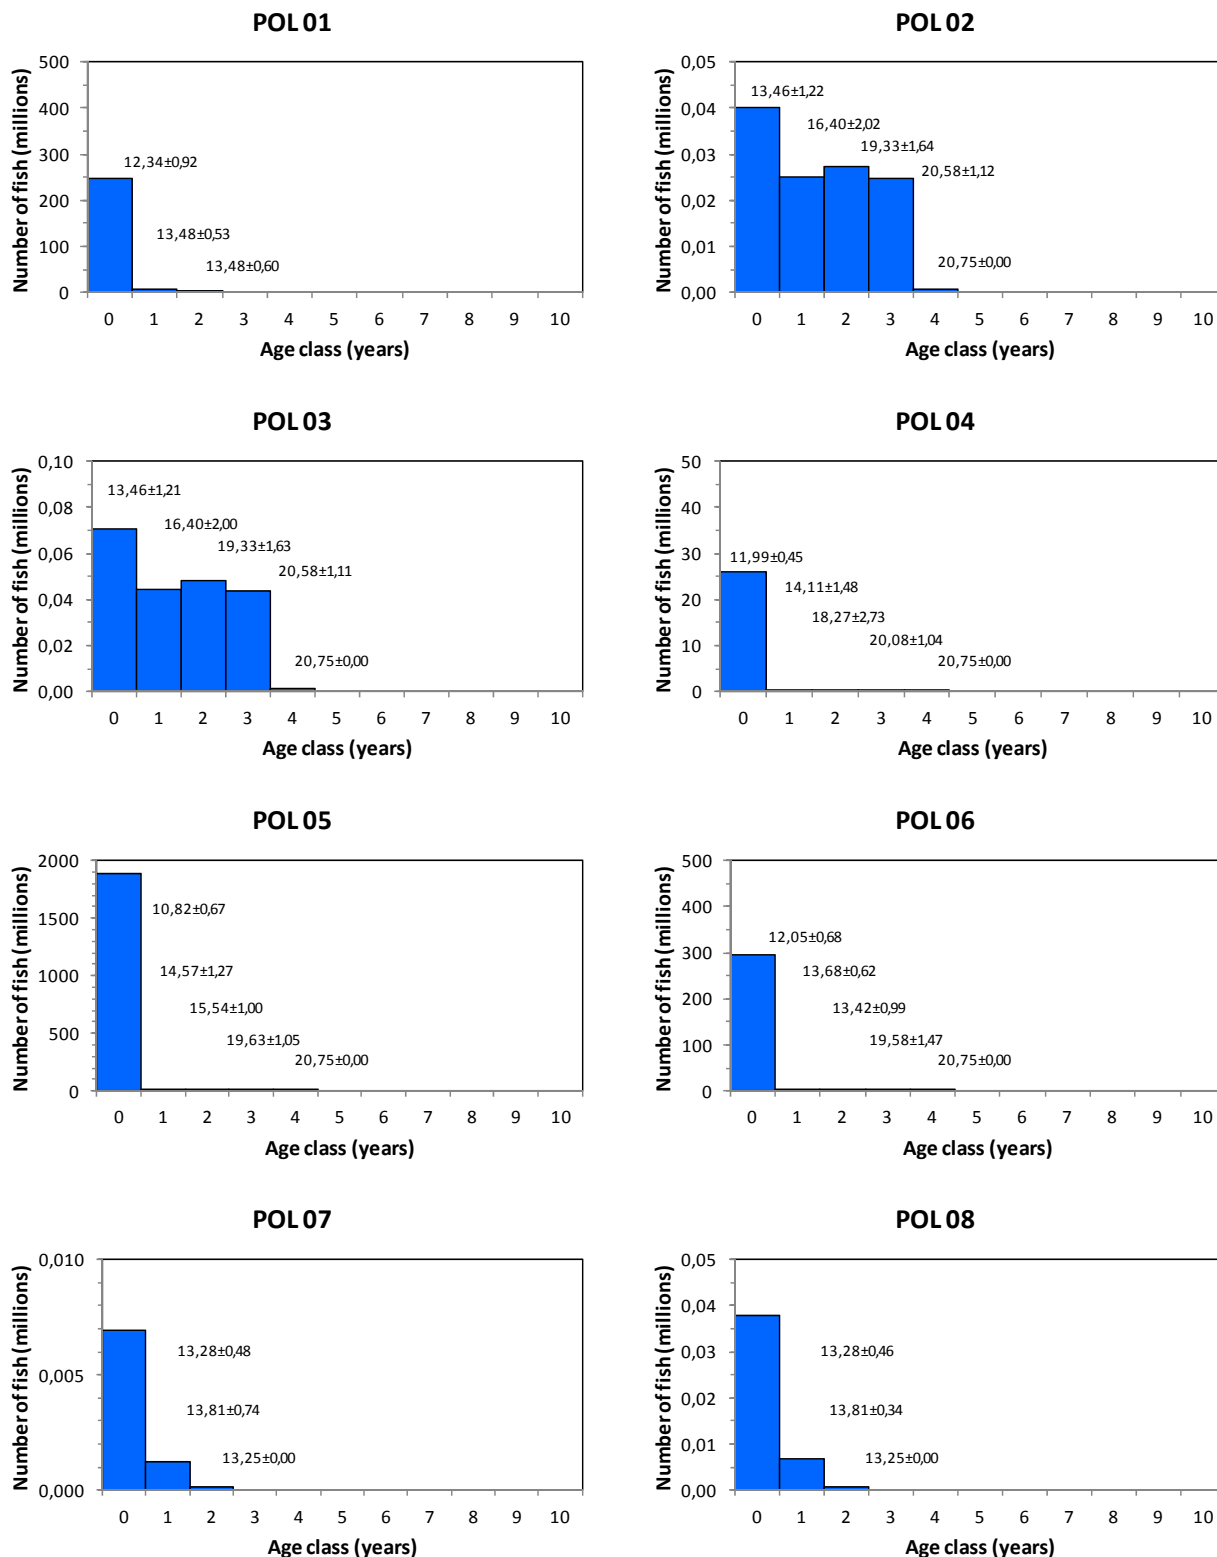 POL 01
Number of fish (millions)
500
400
300
200
100
0
12,34±0,92
13,48±0,53
13,48±0,60
0 1 2 3 4 5 6 7 8 9 10
Age class (years)
POL 02
Number of fish (millions)
0,05
0,04
0,03
0,02
0,01
0,00
13,46±1,22
16,40±2,02
19,33±1,64
20,58±1,12
20,75±0,00
0 1 2 3 4 5 6 7 8 9 10
Age class (years)
POL 03
Number of fish (millions)
0,10
0,08
0,06
0,04
0,02
0,00
13,46±1,21
16,40±2,00
19,33±1,63
20,58±1,11
20,75±0,00
0 1 2 3 4 5 6 7 8 9 10
Age class (years)
POL 04
Number of fish (millions)
50
40
30
20
10
0
11,99±0,45
14,11±1,48
18,27±2,73
20,08±1,04
20,75±0,00
0 1 2 3 4 5 6 7 8 9 10
Age class (years)
POL 05
Number of fish (millions)
2000
1500
1000
500
0
10,82±0,67
14,57±1,27
15,54±1,00
19,63±1,05
20,75±0,00
0 1 2 3 4 5 6 7 8 9 10
Age class (years)
POL 06
Number of fish (millions)
500
400
300
200
100
0
12,05±0,68
13,68±0,62
13,42±0,99
19,58±1,47
20,75±0,00
0 1 2 3 4 5 6 7 8 9 10
Age class (years)
POL 07
Number of fish (millions)
0,010
0,005
0,000
13,28±0,48
13,81±0,74
13,25±0,00
0 1 2 3 4 5 6 7 8 9 10
Age class (years)
POL 08
Number of fish (millions)
0,05
0,04
0,03
0,02
0,01
0,00
13,28±0,46
13,81±0,34
13,25±0,00
0 1 2 3 4 5 6 7 8 9 10
Age class (years)